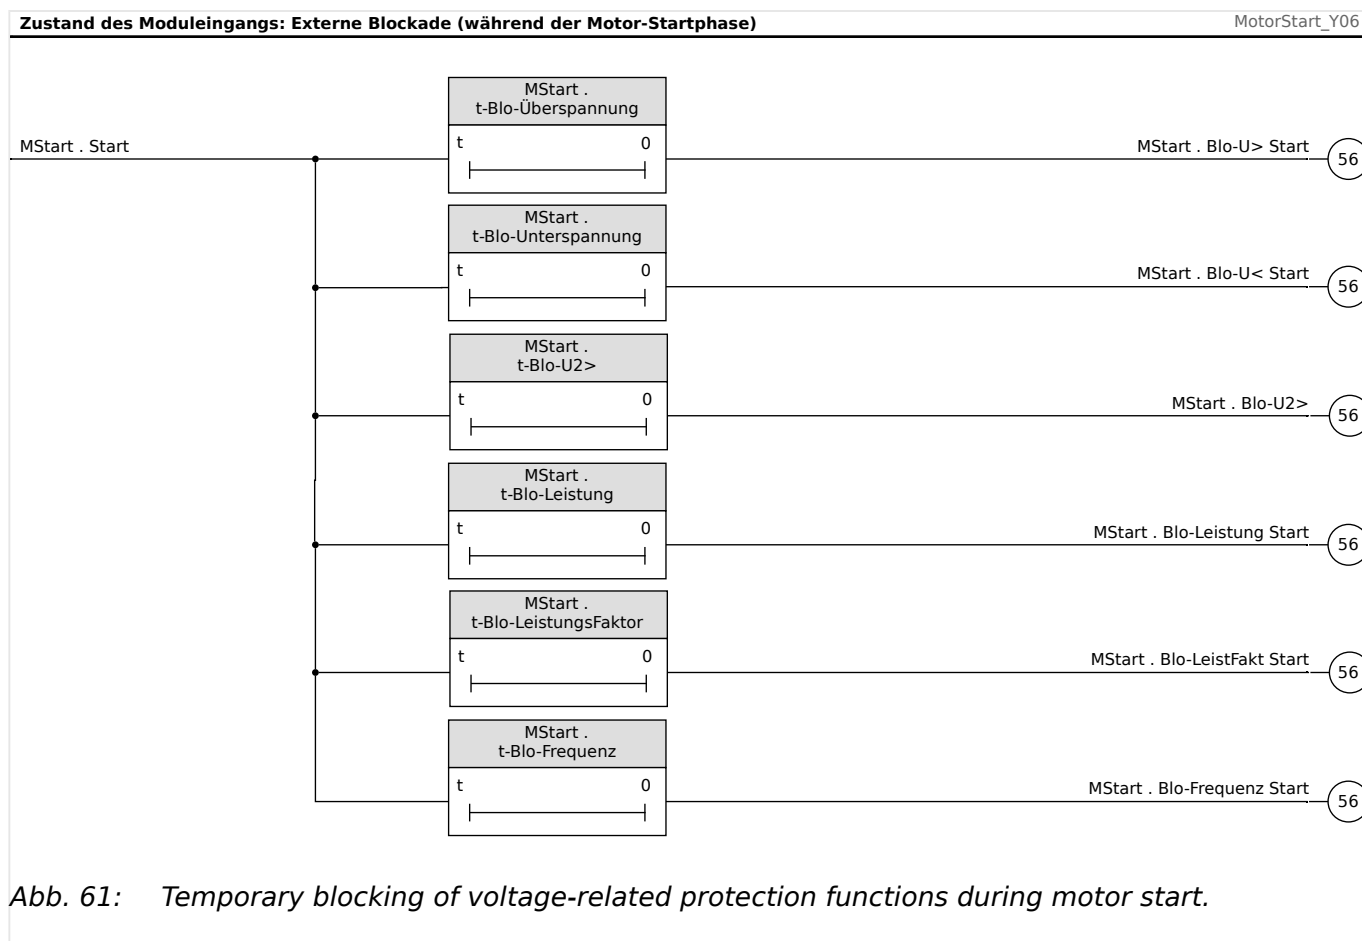 Zustand des Moduleingangs: Externe Blockade (während der Motor-Startphase)
MotorStart_Y06
MStart . Start
MStart .
t-Blo-Überspannung
t 0
MStart . Blo-U> Start
56
MStart .
t-Blo-Unterspannung
t 0
MStart . Blo-U< Start
56
MStart .
t-Blo-U2>
t 0
MStart . Blo-U2>
56
MStart .
t-Blo-Leistung
t 0
MStart . Blo-Leistung Start
56
MStart .
t-Blo-LeistungsFaktor
t 0
MStart . Blo-LeistFakt Start
56
MStart .
t-Blo-Frequenz
t 0
MStart . Blo-Frequenz Start
56
Abb. 61: Temporary blocking of voltage-related protection functions during motor start.